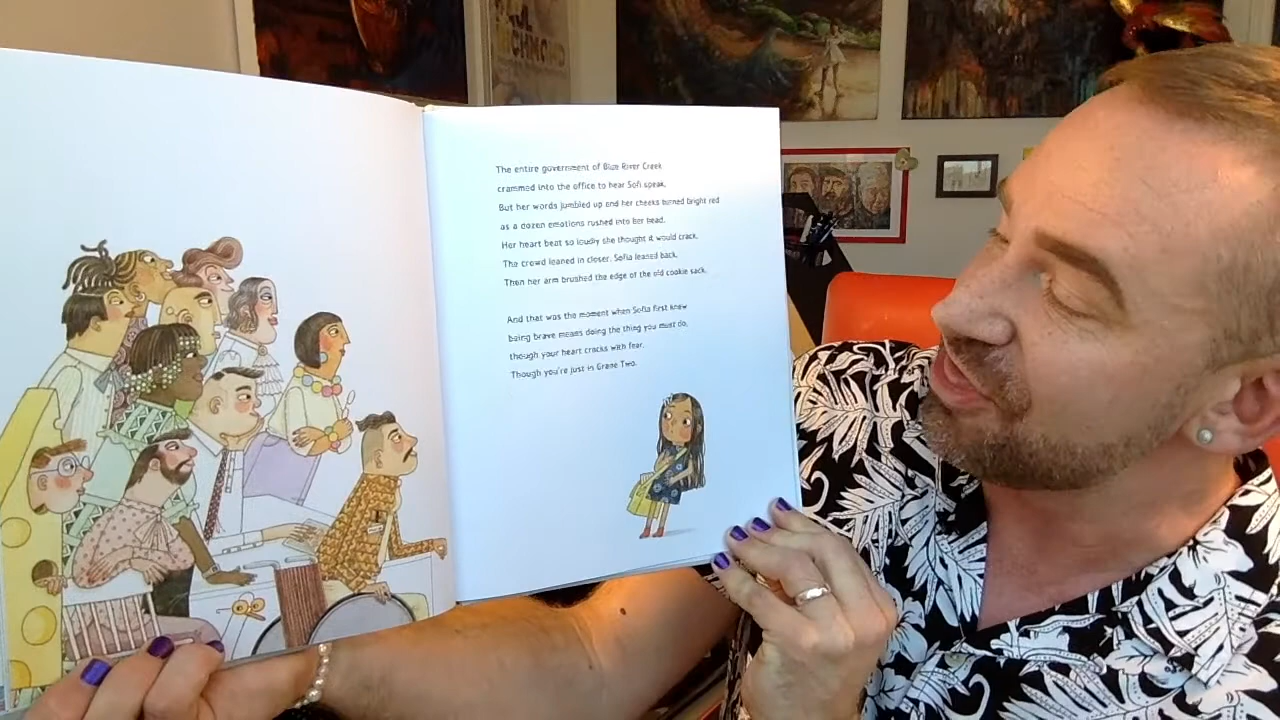 PAUL
RICHMOND
The entire government of Blue River Creek
crammed into the office to hear Sofi speak.
But her words jumbled up and her cheeks burned bright red
as a dozen emotions rushed into her head.
Her heart beat so loudly she thought it would crack.
The crowd leaned in closer. Sofia leaned back.
Then her arm brushed the edge of the old cookie sack.
And that was the moment when Sofia first knew
being brave means doing the thing you must do,
though your heart cracks with fear.
Though you're just in Grade Two.